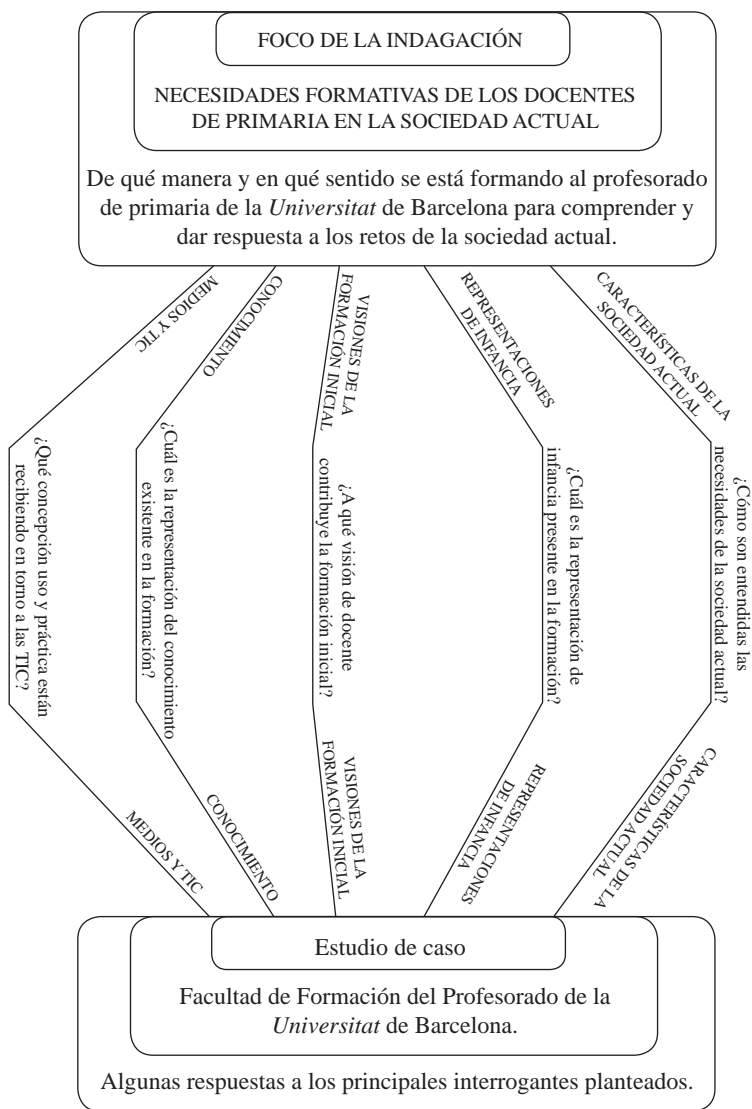 FOCO DE LA INDAGACIÓN
NECESIDADES FORMATIVAS DE LOS DOCENTES
DE PRIMARIA EN LA SOCIEDAD ACTUAL
De qué manera y en qué sentido se está formando al profesorado
de primaria de la Universitat de Barcelona para comprender y
dar respuesta a los retos de la sociedad actual.
MEDIOS Y TIC
CONOCIMIENTO
VISIONES DE LA
FORMACIÓN INICIAL
REPRESENTACIONES
DE INFANCIA
CARACTERÍSTICAS DE LA
SOCIEDAD ACTUAL
¿Qué concepción uso y práctica están
recibiendo en torno a las TIC?
¿Cuál es la representación del conocimiento
existente en la formación?
¿A qué visión de docente
contribuye la formación inicial?
¿Cuál es la representación de
infancia presente en la formación?
¿Cómo son entendidas las
necesidades de la sociedad actual?
MEDIOS Y TIC
CONOCIMIENTO
VISIONES DE LA
FORMACIÓN INICIAL
REPRESENTACIONES
DE INFANCIA
CARACTERÍSTICAS DE LA
SOCIEDAD ACTUAL
Estudio de caso
Facultad de Formación del Profesorado de la
Universitat de Barcelona.
Algunas respuestas a los principales interrogantes planteados.